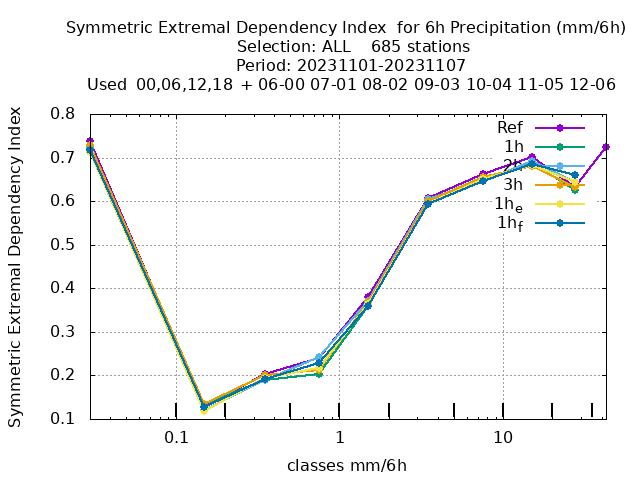 Symmetric Extremal Dependency Index  for 6h Precipitation (mm/6h)
Selection: ALL    685 stations
Period: 20231101-20231107
Used  00,06,12,18  + 06-00 07-01  08-02  09-03  10-04  11-05  12-06
Symmetric Extremal Dependency Index
0.8
0.7
0.6
0.5
0.4
0.3
0.2
0.1
Ref
1h
2h
3h
1he
1hf
0.1
1
10
classes mm/6h